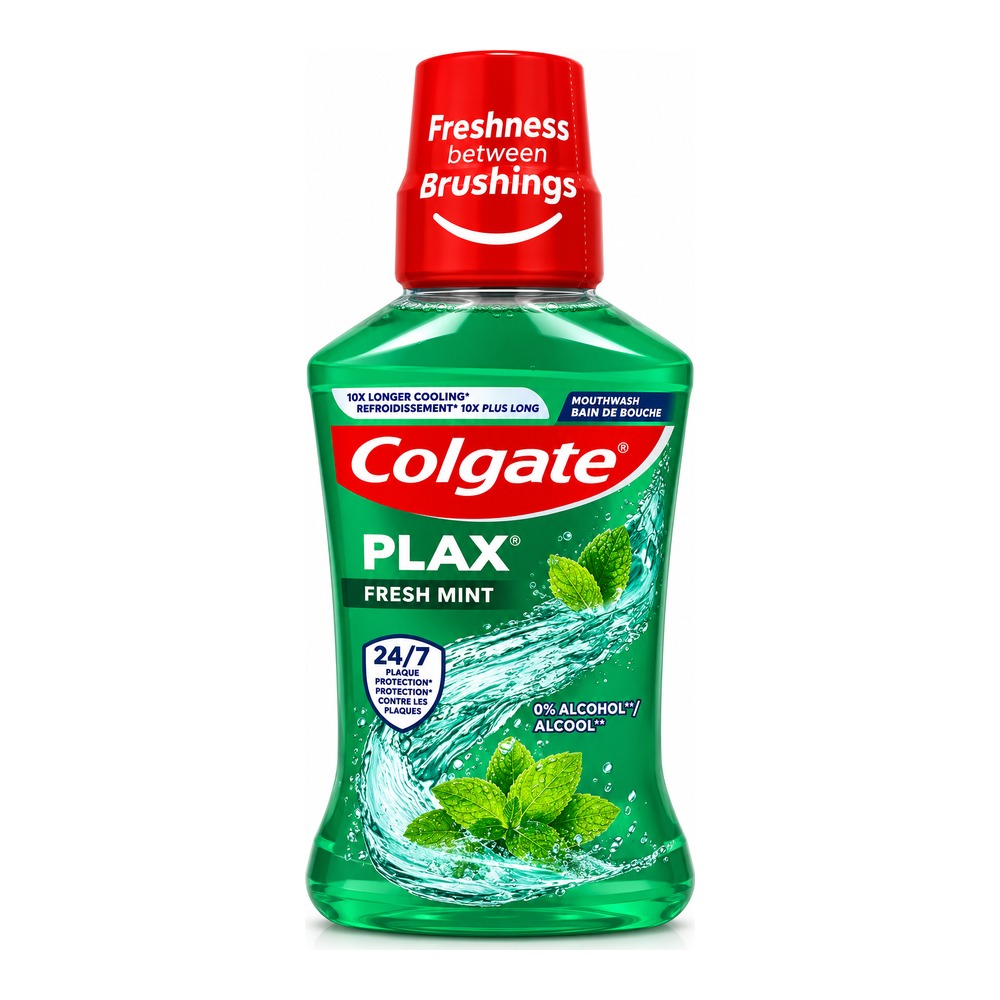 Freshness
between
Brushings
10X LONGER COOLING*
REFROIDISSEMENT* 10X PLUS LONG
MOUTHWASH
BAIN DE BOUCHE
Colgate®
PLAX®
FRESH MINT
24/7
PLAQUE
PROTECTION*
PROTECTION*
CONTRE LES
PLAQUES
0% ALCOHOL**/
ALCOOL**